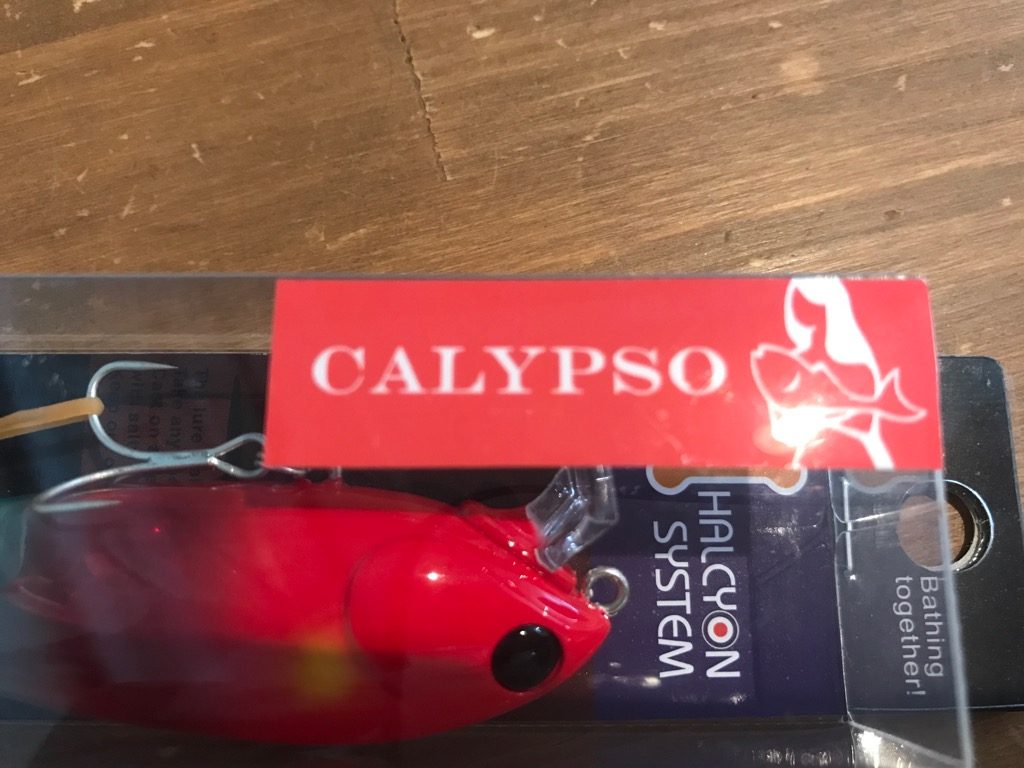 CALYPSO
HALCYON
SYSTEM
Bathing
together!